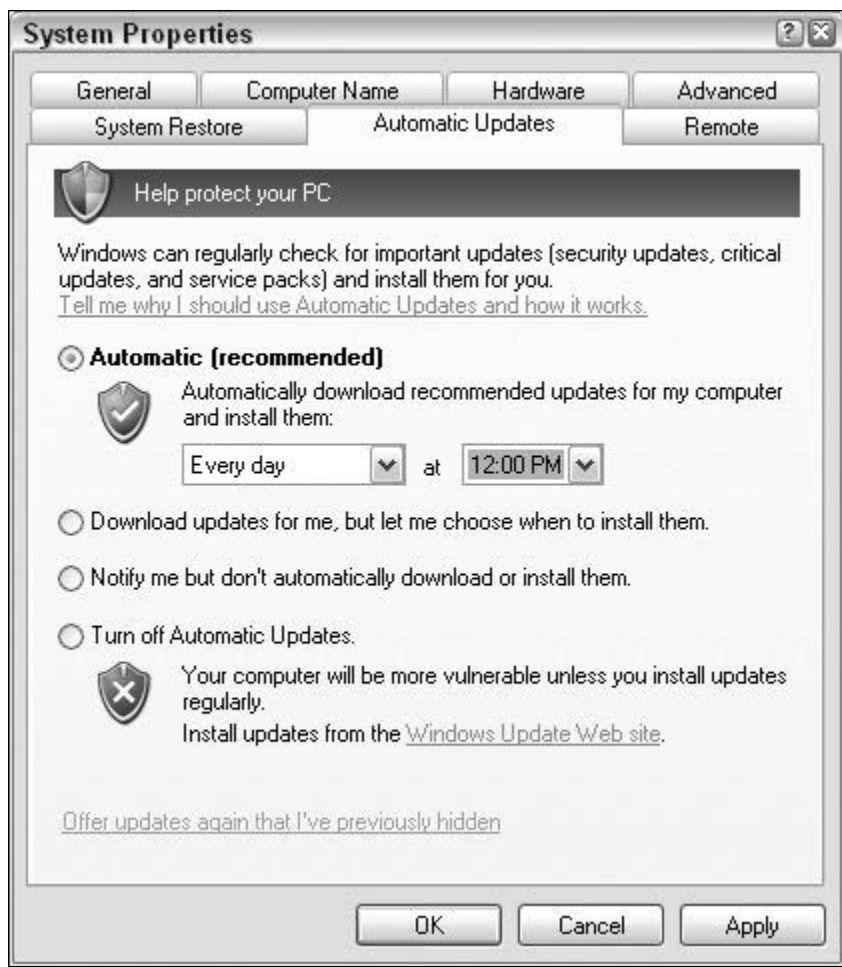 System Properties
General Computer Name Hardware Advanced
System Restore Automatic Updates Remote
Help protect your PC
Windows can regularly check for important updates (security updates, critical
updates, and service packs) and install them for you.
Tell me why I should use Automatic Updates and how it works.
Automatic (recommended)
Automatically download recommended updates for my computer
and install them:
Every day at 12:00 PM
Download updates for me, but let me choose when to install them.
Notify me but don't automatically download or install them.
Turn off Automatic Updates.
Your computer will be more vulnerable unless you install updates
regularly.
Install updates from the Windows Update Web site.
Offer updates again that I've previously hidden
OK Cancel Apply